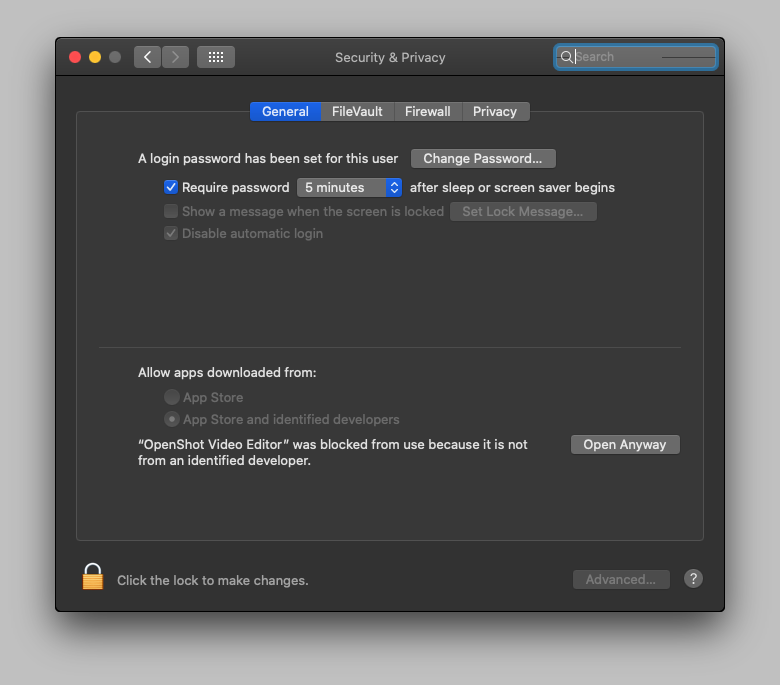 Security & Privacy
Search
General FileVault Firewall Privacy
A login password has been set for this user Change Password...
Require password 5 minutes after sleep or screen saver begins
Show a message when the screen is locked Set Lock Message...
Disable automatic login
Allow apps downloaded from:
App Store
App Store and identified developers
“OpenShot Video Editor” was blocked from use because it is not
from an identified developer.
Open Anyway
Click the lock to make changes.
Advanced...
?